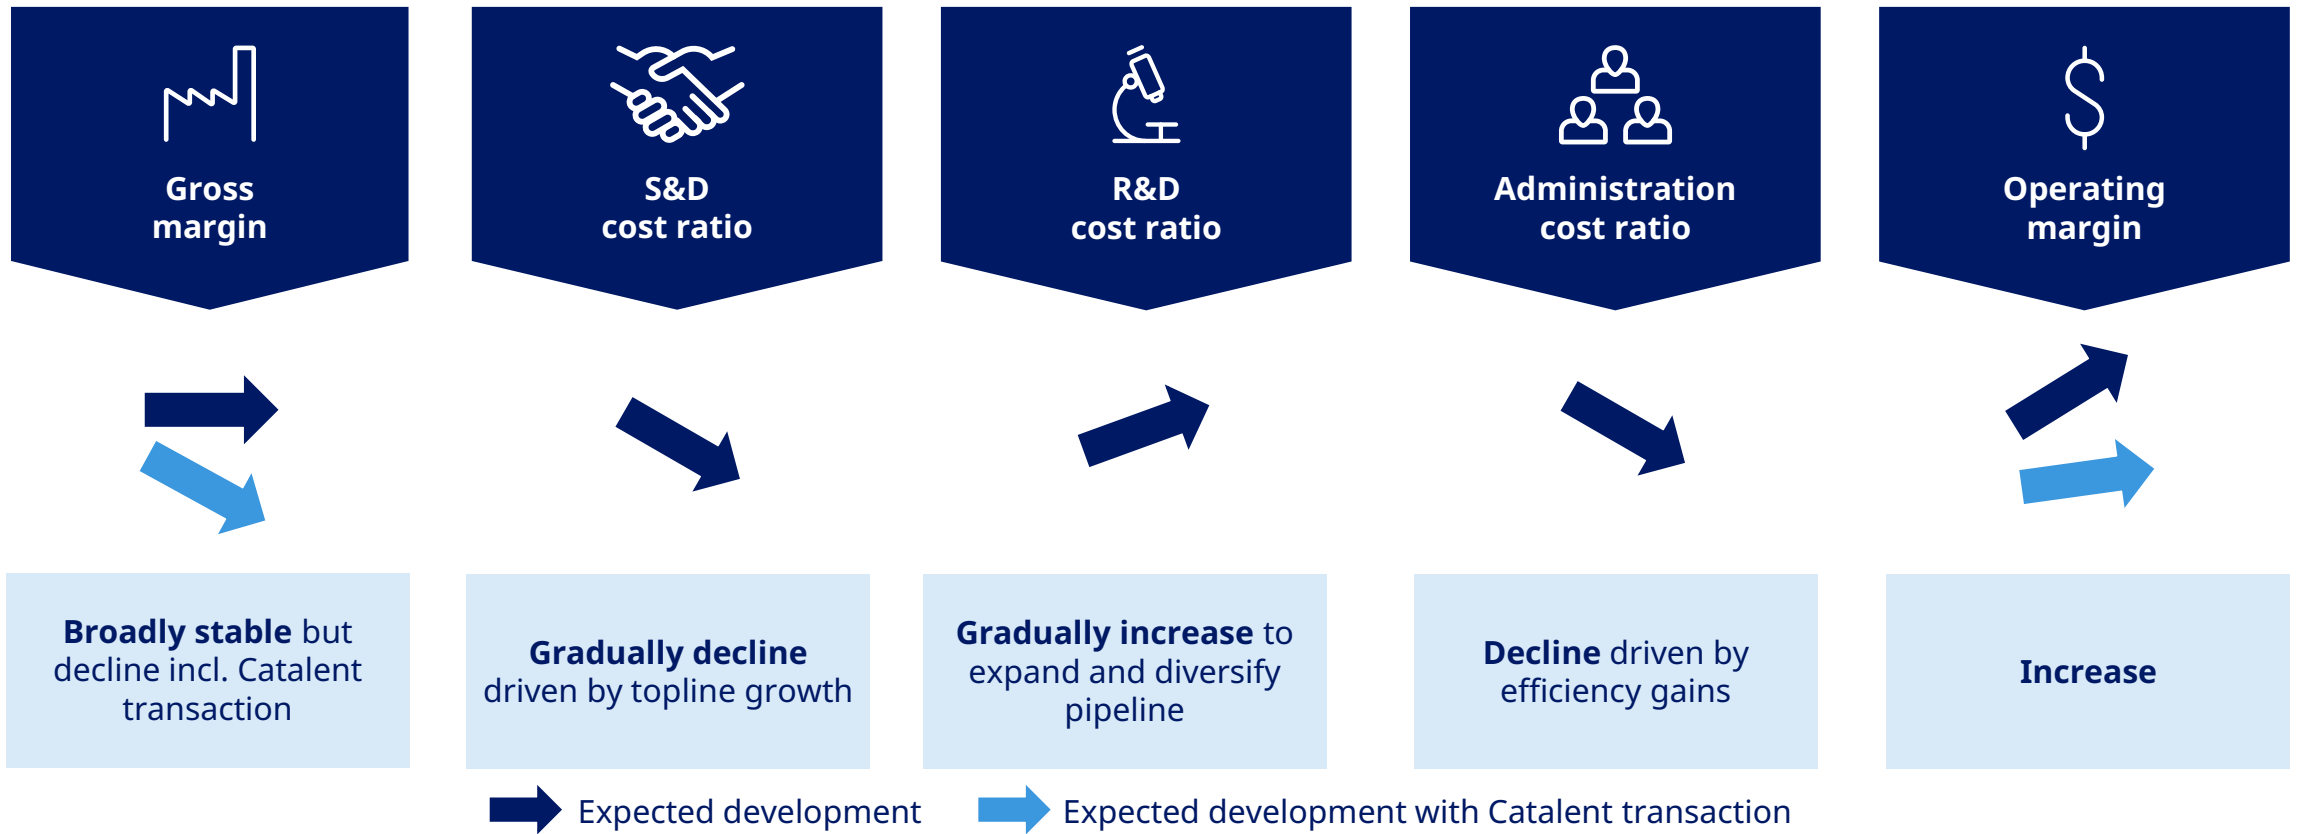 Gross
margin
S&D
cost ratio
R&D
cost ratio
Administration
cost ratio
Operating
margin
Broadly stable but
decline incl. Catalent
transaction
Gradually decline
driven by topline growth
Gradually increase to
expand and diversify
pipeline
Decline driven by
efficiency gains
Increase
Expected development
Expected development with Catalent transaction